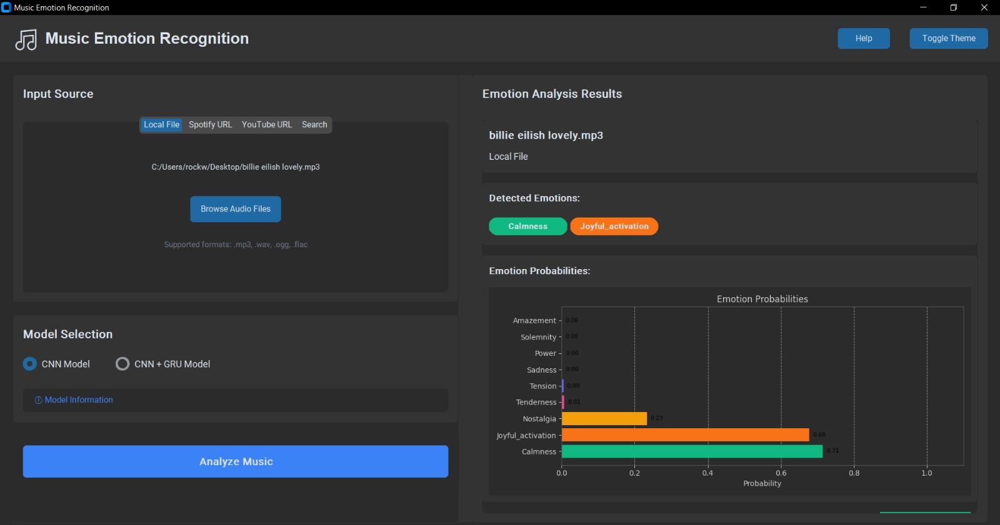 Music Emotion Recognition
Music Emotion Recognition
Help
Toggle Theme
Input Source
Local File Spotify URL YouTube URL Search
C:/Users/rockw/Desktop/billie eilish lovely.mp3
Browse Audio Files
Supported formats: .mp3, .wav, .ogg, .flac
Model Selection
CNN Model
CNN + GRU Model
ⓘ Model Information
Analyze Music
Emotion Analysis Results
billie eilish lovely.mp3
Local File
Detected Emotions:
Calmness Joyful_activation
Emotion Probabilities:
Emotion Probabilities
Amazement 0.00
Solemnity 0.00
Power 0.00
Sadness 0.00
Tension 0.00
Tenderness 0.01
Nostalgia 0.23
Joyful_activation 0.68
Calmness 0.71
0.0 0.2 0.4 0.6 0.8 1.0
Probability